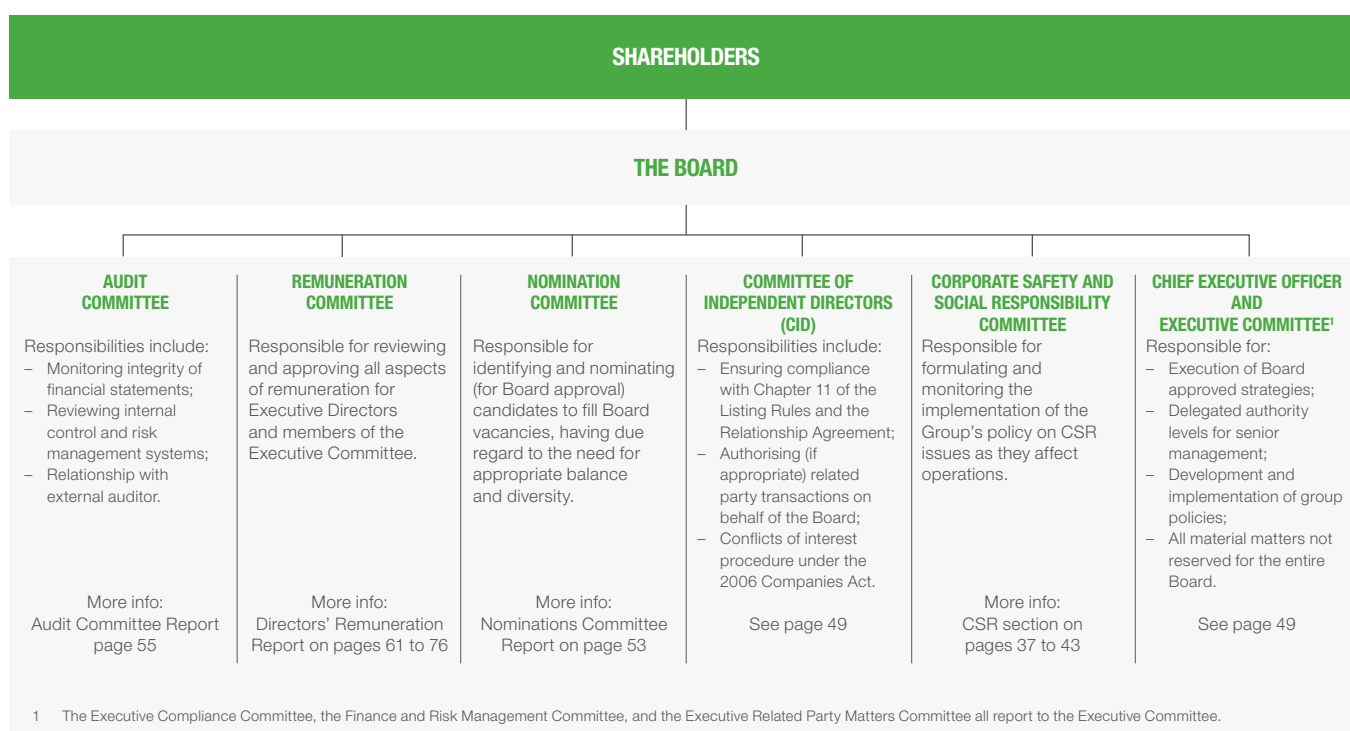 SHAREHOLDERS
THE BOARD
AUDIT
COMMITTEE
Responsibilities include:
– Monitoring integrity of
financial statements;
– Reviewing internal
control and risk
management systems;
– Relationship with
external auditor.
More info:
Audit Committee Report
page 55
REMUNERATION
COMMITTEE
Responsible for reviewing
and approving all aspects
of remuneration for
Executive Directors
and members of the
Executive Committee.
More info:
Directors’ Remuneration
Report on pages 61 to 76
NOMINATION
COMMITTEE
Responsible for
identifying and nominating
(for Board approval)
candidates to fill Board
vacancies, having due
regard to the need for
appropriate balance
and diversity.
More info:
Nominations Committee
Report on page 53
COMMITTEE OF
INDEPENDENT DIRECTORS
(CID)
Responsibilities include:
– Ensuring compliance
with Chapter 11 of the
Listing Rules and the
Relationship Agreement;
– Authorising (if
appropriate) related
party transactions on
behalf of the Board;
– Conflicts of interest
procedure under the
2006 Companies Act.
See page 49
CORPORATE SAFETY AND
SOCIAL RESPONSIBILITY
COMMITTEE
Responsible for
formulating and
monitoring the
implementation of the
Group’s policy on CSR
issues as they affect
operations.
More info:
CSR section on
pages 37 to 43
CHIEF EXECUTIVE OFFICER
AND
EXECUTIVE COMMITTEE¹
Responsible for:
– Execution of Board
approved strategies;
– Delegated authority
levels for senior
management;
– Development and
implementation of group
policies;
– All material matters not
reserved for the entire
Board.
See page 49
1 The Executive Compliance Committee, the Finance and Risk Management Committee, and the Executive Related Party Matters Committee all report to the Executive Committee.